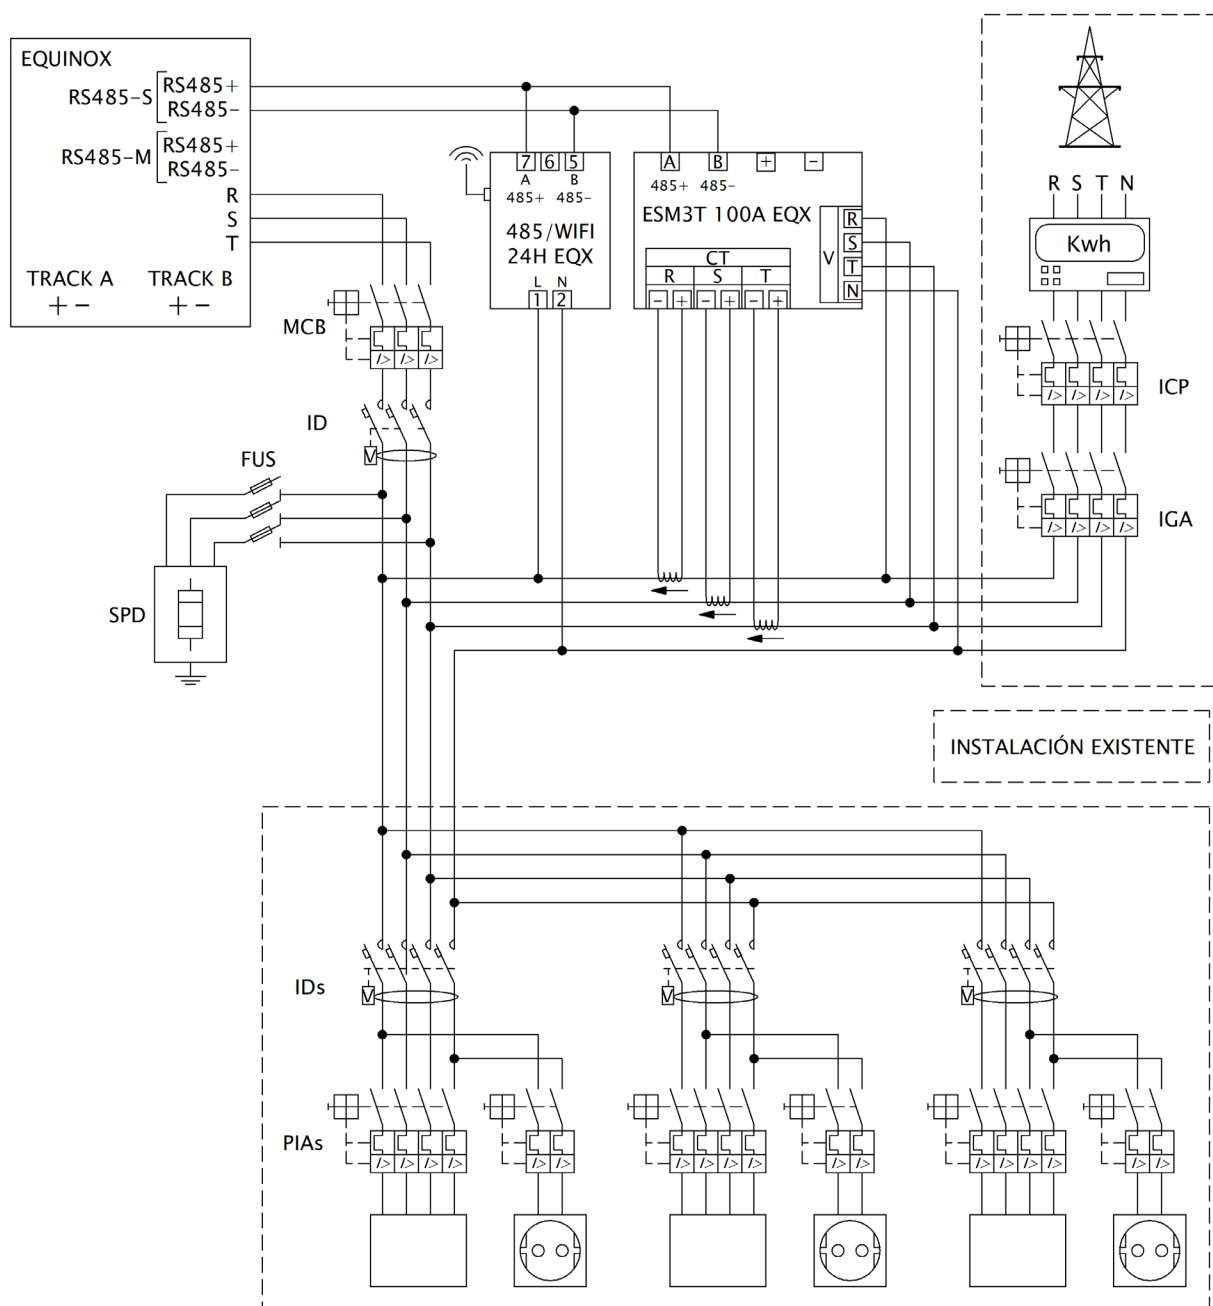 EQUINOX
RS485-S
RS485+
RS485-
RS485-M
RS485+
RS485-
R
S
T
TRACK A
+ -
TRACK B
+ -
7 6 5
A B
485+ 485-
485/WIFI
24H EQX
L N
1 2
A B + -
485+ 485-
ESM3T 100A EQX
CT
R S T
- + - + - +
V
R
S
T
N
R S T N
Kwh
MCB
I> I> I>
ICP
I> I> I> I>
ID
V
FUS
IGA
I> I> I> I>
SPD
INSTALACIÓN EXISTENTE
IDs
V V V
PIAs
I> I> I> I> I> I> I> I> I> I> I> I> I> I> I> I> I> I>